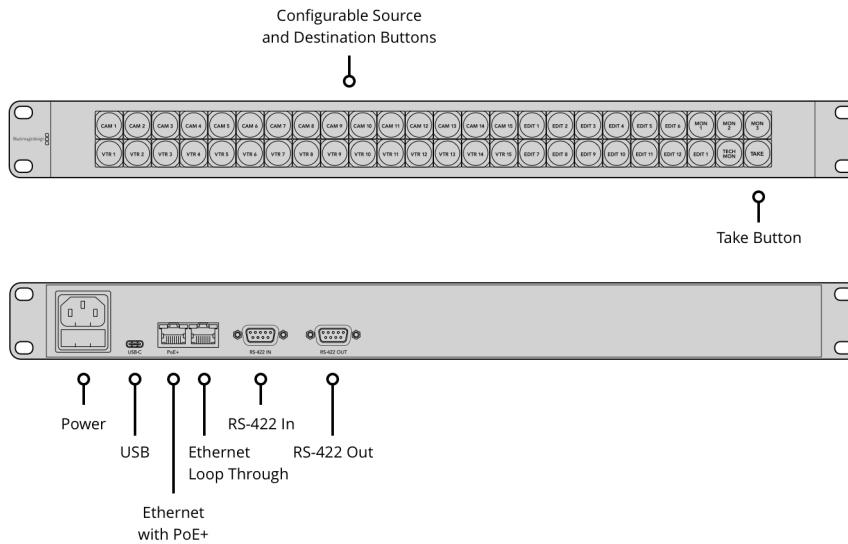 Configurable Source
and Destination Buttons
Blackmagicdesign
CAM 1 CAM 2 CAM 3 CAM 4 CAM 5 CAM 6 CAM 7 CAM 8 CAM 9 CAM 10 CAM 11 CAM 12 CAM 13 CAM 14 CAM 15 EDIT 1 EDIT 2 EDIT 3 EDIT 4 EDIT 5 EDIT 6 MON 1 MON 2 MON 3
VTR 1 VTR 2 VTR 3 VTR 4 VTR 5 VTR 6 VTR 7 VTR 8 VTR 9 VTR 10 VTR 11 VTR 12 VTR 13 VTR 14 VTR 15 EDIT 7 EDIT 8 EDIT 9 EDIT 10 EDIT 11 EDIT 12 EDIT 1 TECH MON TAKE
Take Button
USB-C PoE+ RS-422 IN RS-422 OUT
Power
RS-422 In
USB
Ethernet
Loop Through
RS-422 Out
Ethernet
with PoE+